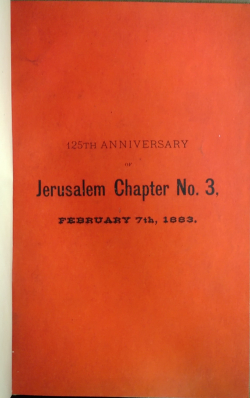 125TH ANNIVERSARY
OF
Jerusalem Chapter No. 3,
FEBRUARY 7th, 1883.